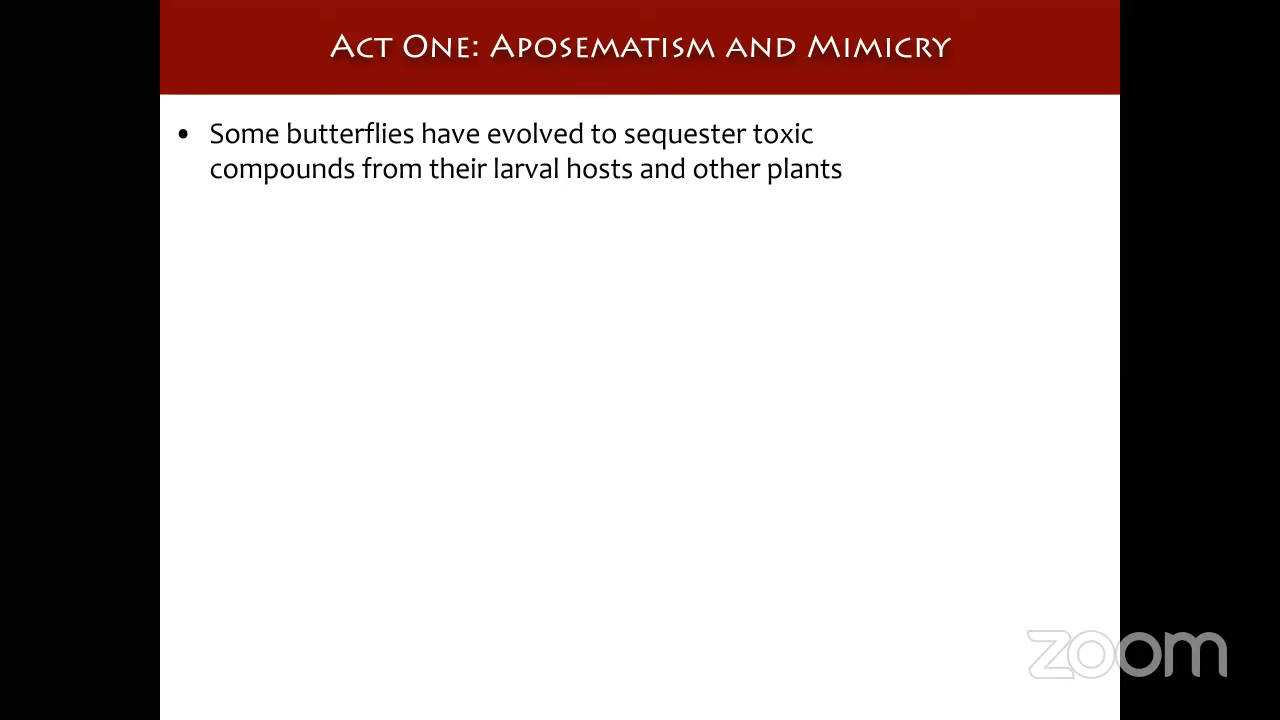 Act One: Aposematism and Mimicry
• Some butterflies have evolved to sequester toxic
compounds from their larval hosts and other plants
zoom